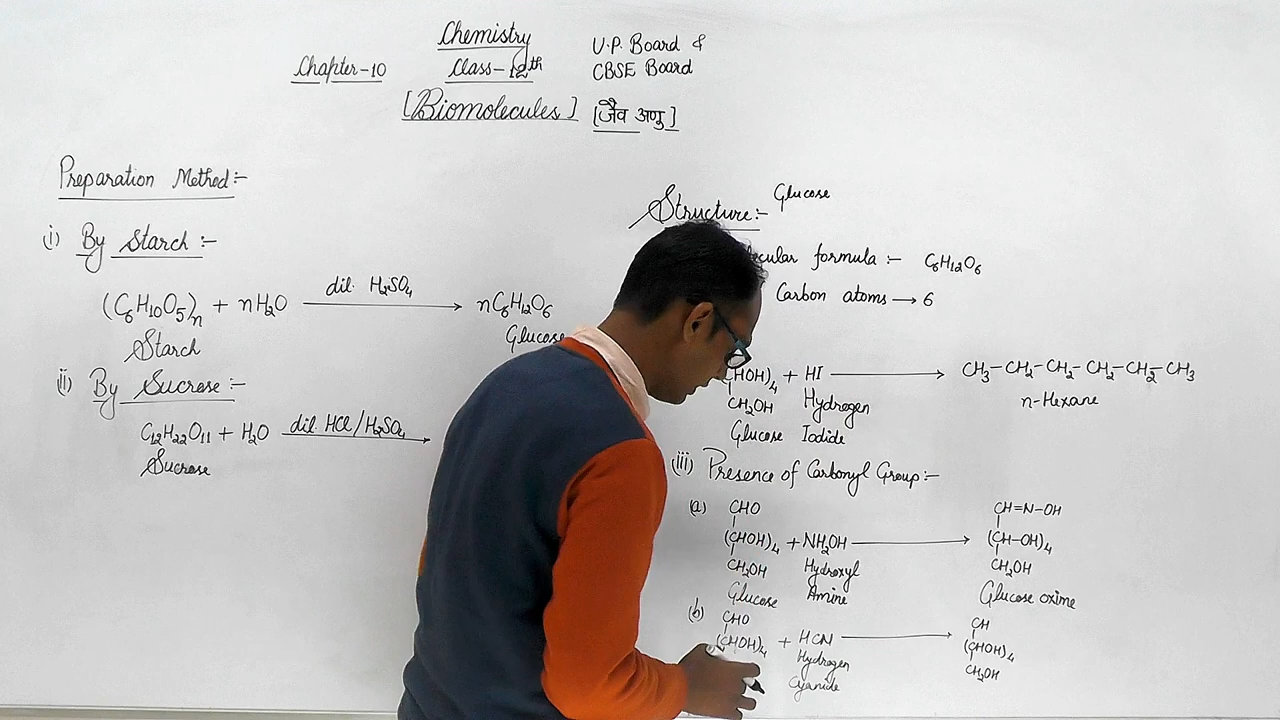 Chemistry
Chapter-10 Class-12th
U.P. Board &
CBSE Board
[Biomolecules] [जैव अणु]
Preparation Method:-
i) By Starch:-
(C6H10O5)n + nH2O dil. H2SO4 → nC6H12O6
Starch Glucose
ii) By Sucrose:-
C12H22O11 + H2O dil HCl/H2SO4 →
Sucrose
Structure:- Glucose
formula :- C6H12O6
Carbon atoms → 6
(CHOH)4 + HI → CH3-CH2-CH2-CH2-CH2-CH3
CH2OH Hydrogen n-Hexane
Glucose Iodide
(iii) Presence of Carbonyl Group:-
(a) CHO CH=N-OH
(CHOH)4 + NH2OH → (CH-OH)4
CH2OH Hydroxyl CH2OH
Glucose Amine Glucose oxime
(b) CHO CH
(CHOH)4 + HCN → (CHOH)4
Hydrogen CH2OH
Cyanide